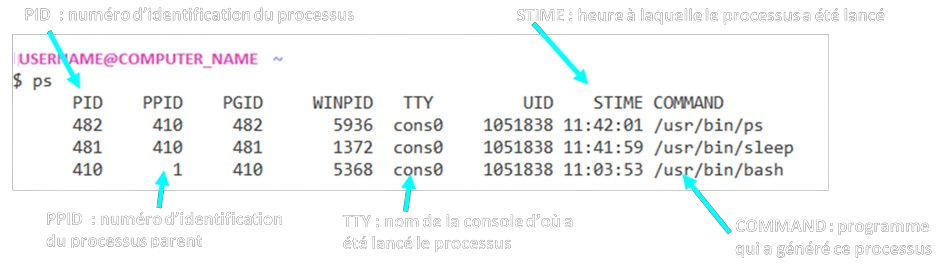 PID : numéro d'identification du processus
STIME : heure à laquelle le processus a été lancé
USERNAME@COMPUTER_NAME ~
$ ps
PID PPID PGID WINPID TTY UID STIME COMMAND
482 410 482 5936 cons0 1051838 11:42:01 /usr/bin/ps
481 410 481 1372 cons0 1051838 11:41:59 /usr/bin/sleep
410 1 410 5368 cons0 1051838 11:03:53 /usr/bin/bash
PPID : numéro d'identification
du processus parent
TTY : nom de la console d'où a
été lancé le processus
COMMAND : programme
qui a généré ce processus